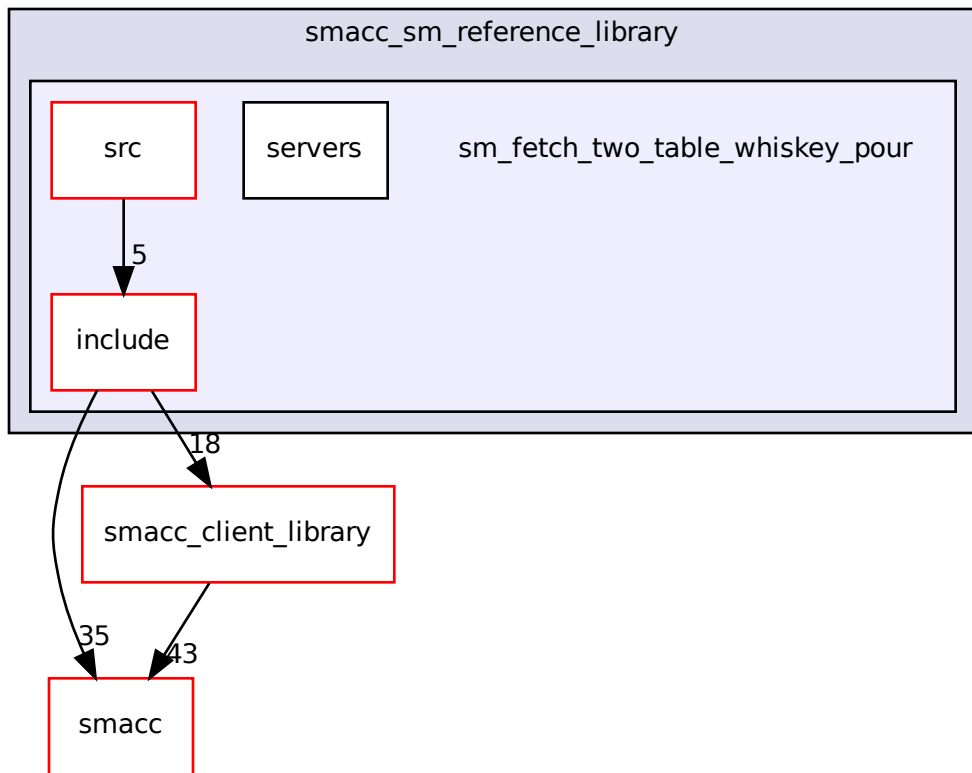 smacc_sm_reference_library
src
servers
sm_fetch_two_table_whiskey_pour
5
include
18
smacc_client_library
35
43
smacc